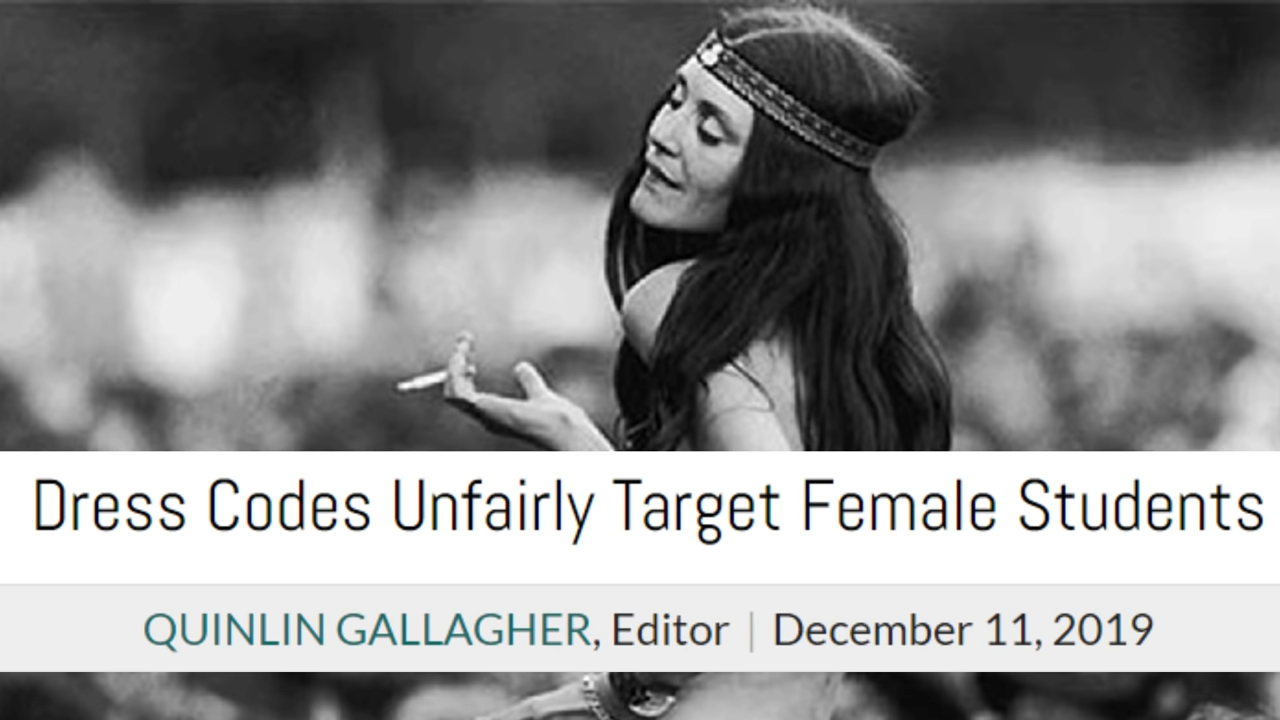 Dress Codes Unfairly Target Female Students
QUINLIN GALLAGHER, Editor | December 11, 2019